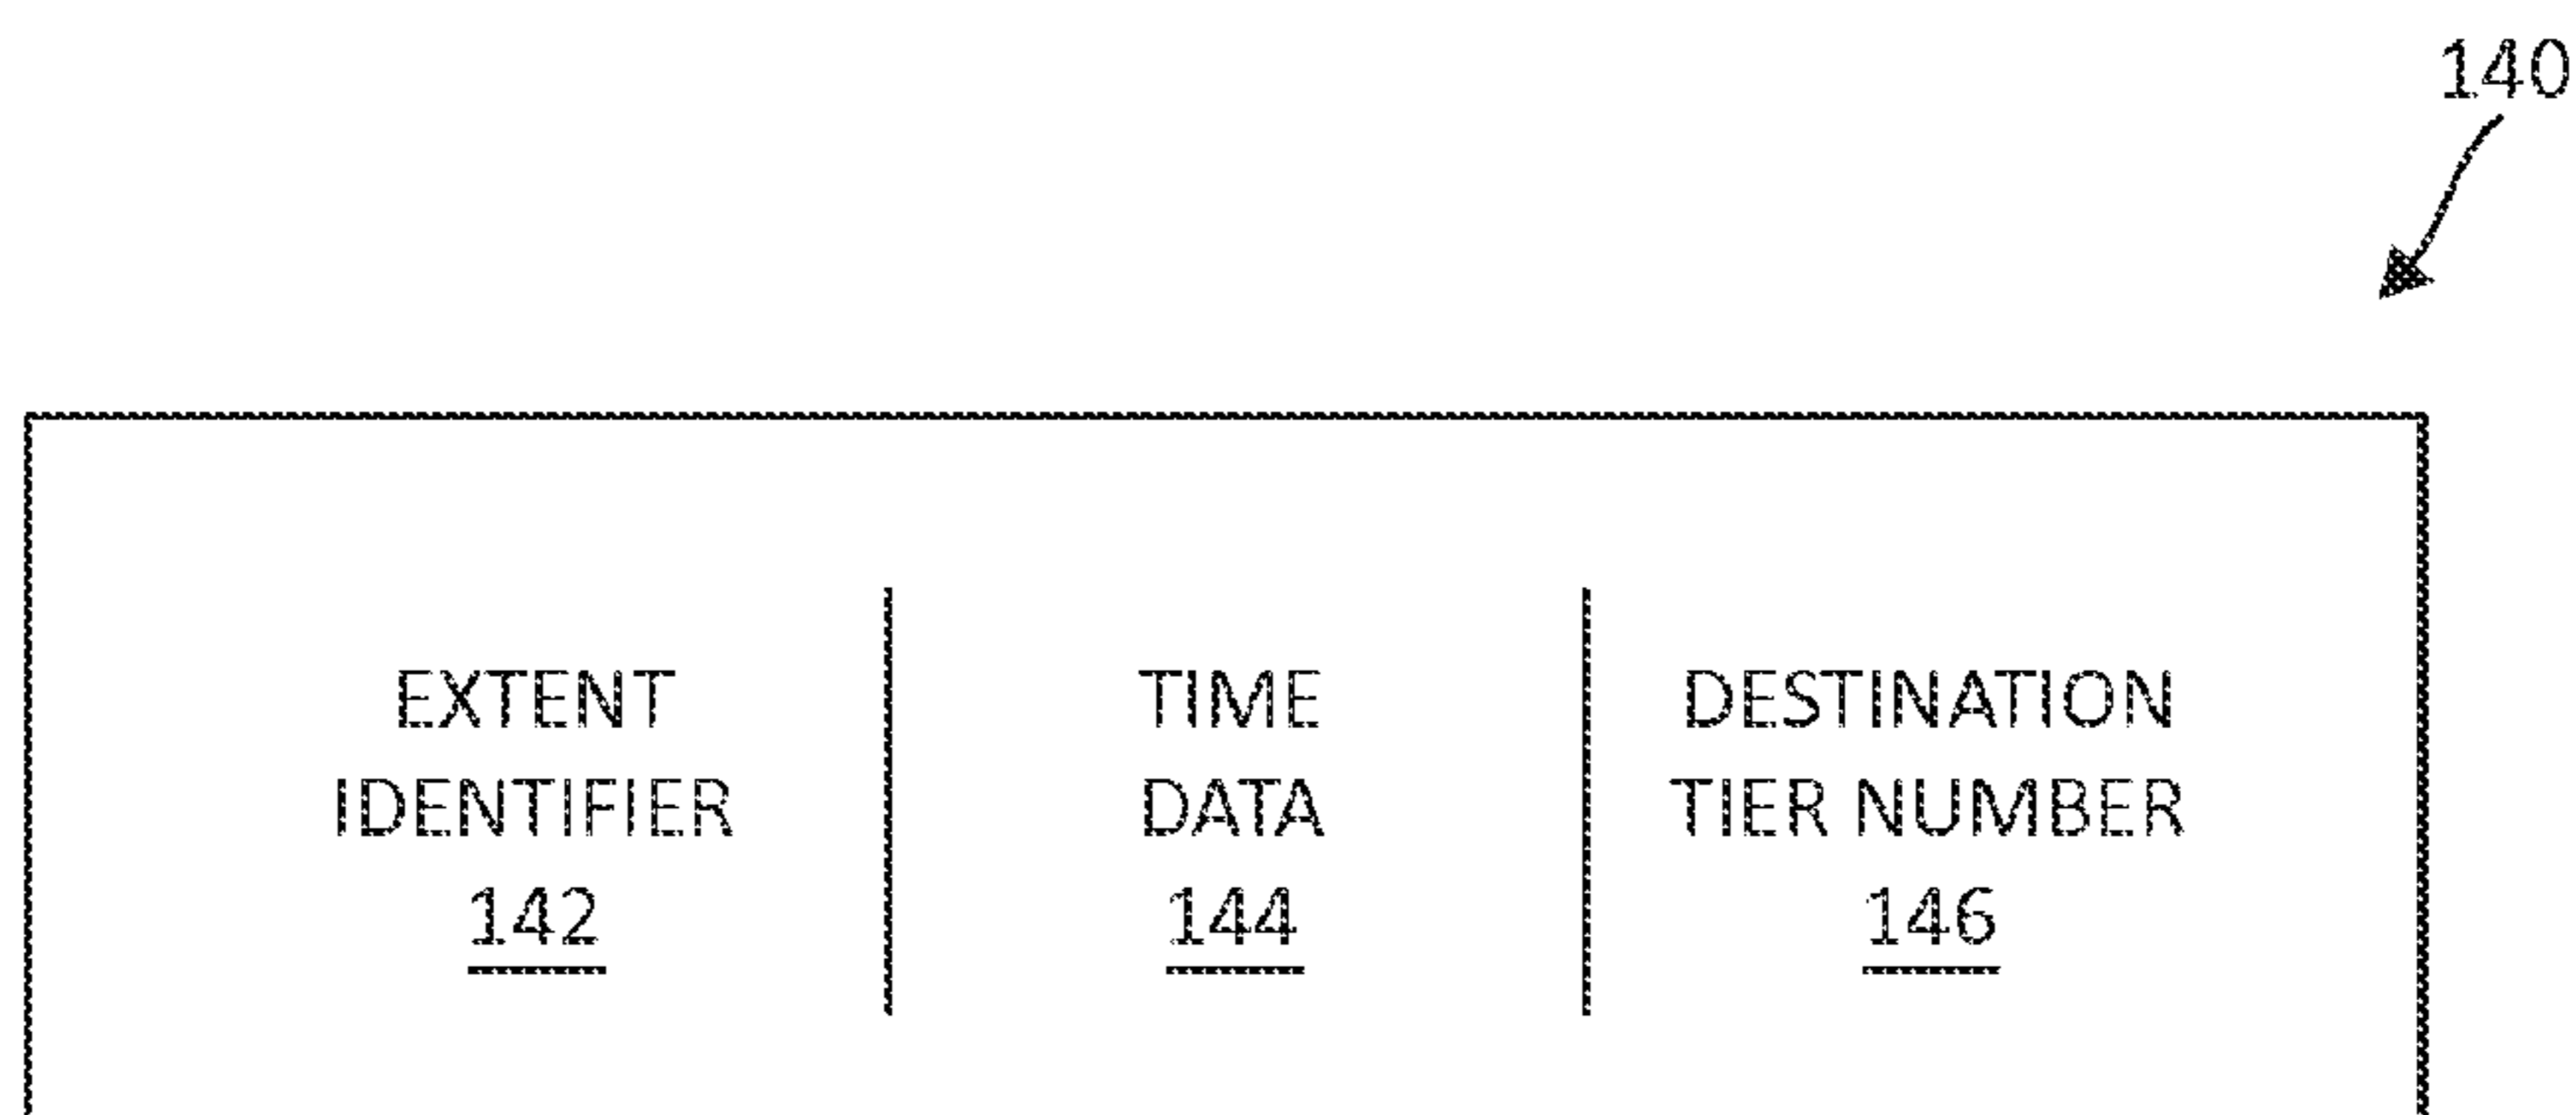 140
EXTENT
IDENTIFIER
142
TIME
DATA
144
DESTINATION
TIER NUMBER
146